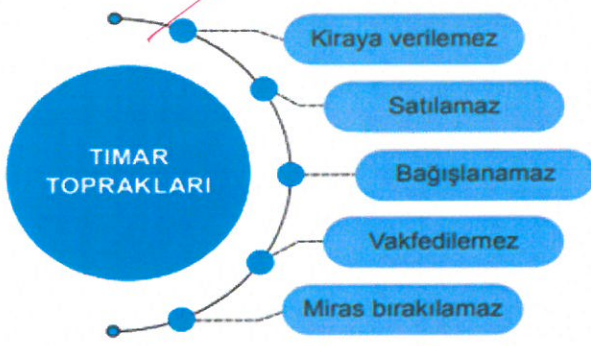 TIMAR
TOPRAKLARI
Kiraya verilemez
Satılamaz
Bağışlanamaz
Vakfedilemez
Miras bırakılamaz